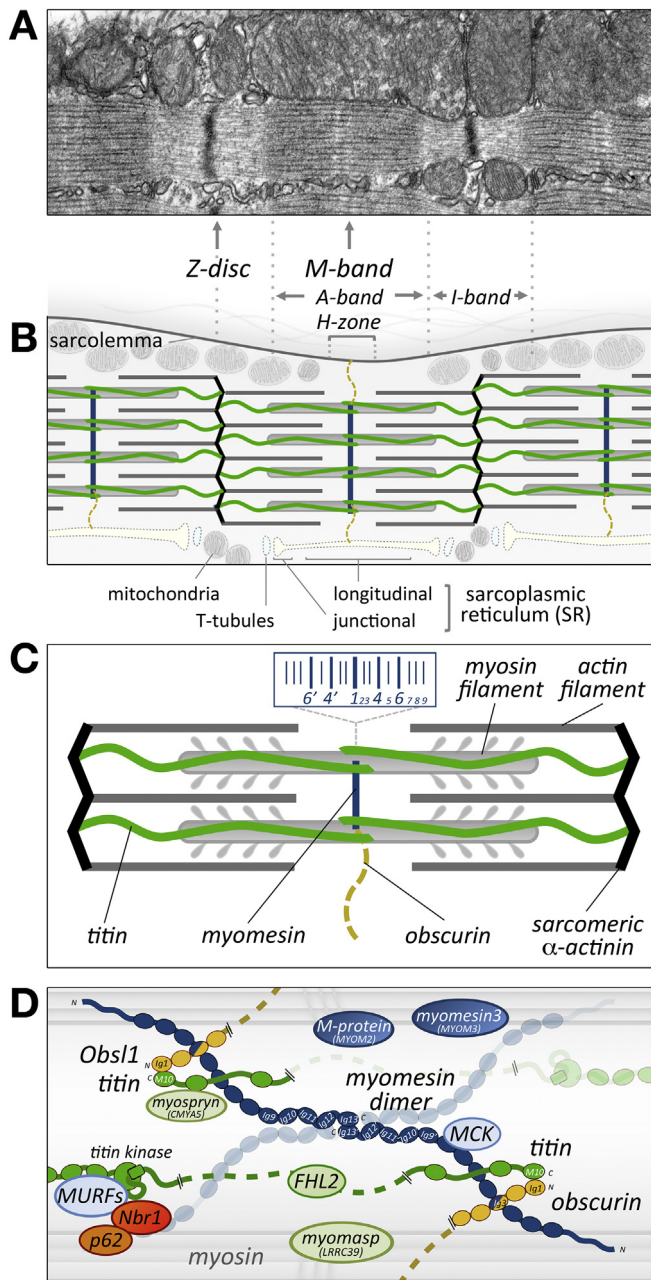 A
Z-disc M-band
A-band I-band
H-zone
B
sarcolemma
mitochondria longitudinal sarcoplasmic
T-tubules junctional reticulum (SR)
C
6’ 4’ 1 2 3 4 5 6 7 8 9
myosin actin
filament filament
titin myomesin obscurin sarcomeric
α-actinin
D
N
M-protein
(MYOM2)
myomesin3
(MYOM3)
Obsl1
N Ig1
titin
C M10
myospryn
(CMYA5)
myomesin
dimer
Ig9 Ig10 Ig11 Ig12 Ig13 C
C Ig13 Ig12 Ig11 Ig10 Ig9
MCK
titin kinase
titin
M10 C
MURFs
FHL2
Ig1 N
Nbr1
Ig3
obscurin
p62
myosin
myomasp
(LRRC39)
N